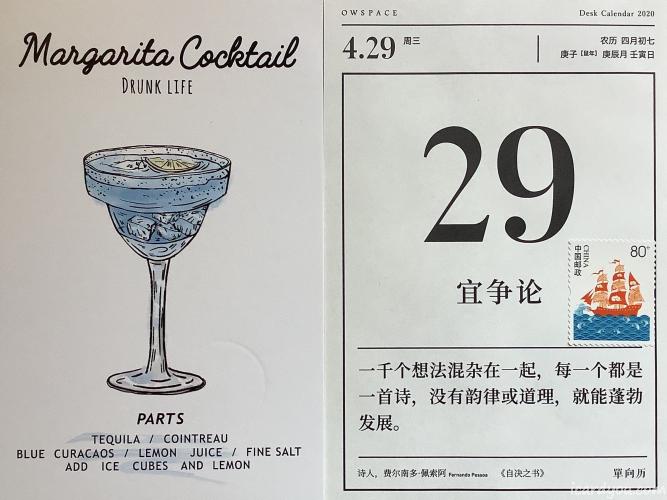 Margarita Cocktail
DRUNK LIFE
PARTS
TEQUILA / COINTREAU
BLUE CURACAOS / LEMON JUICE / FINE SALT
ADD ICE CUBES AND LEMON
OWSPACE
Desk Calendar 2020
4.29 周三
农历 四月初七
庚子【鼠年】庚辰月 壬寅日
29
宜争论
80分
中国邮政
CHINA
一千个想法混杂在一起，每一个都是
一首诗，没有韵律或道理，就能蓬勃
发展。
诗人，费尔南多·佩索阿 Fernando Pessoa 《自决之书》
單向历